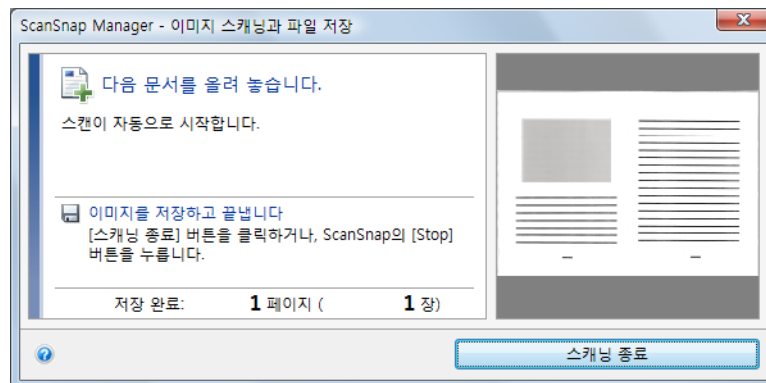 ScanSnap Manager - 이미지 스캐닝과 파일 저장
다음 문서를 올려 놓습니다.
스캔이 자동으로 시작합니다.
이미지를 저장하고 끝냅니다
[스캐닝 종료] 버튼을 클릭하거나, ScanSnap의 [Stop]
버튼을 누릅니다.
저장 완료: 1 페이지 ( 1 장)
스캐닝 종료